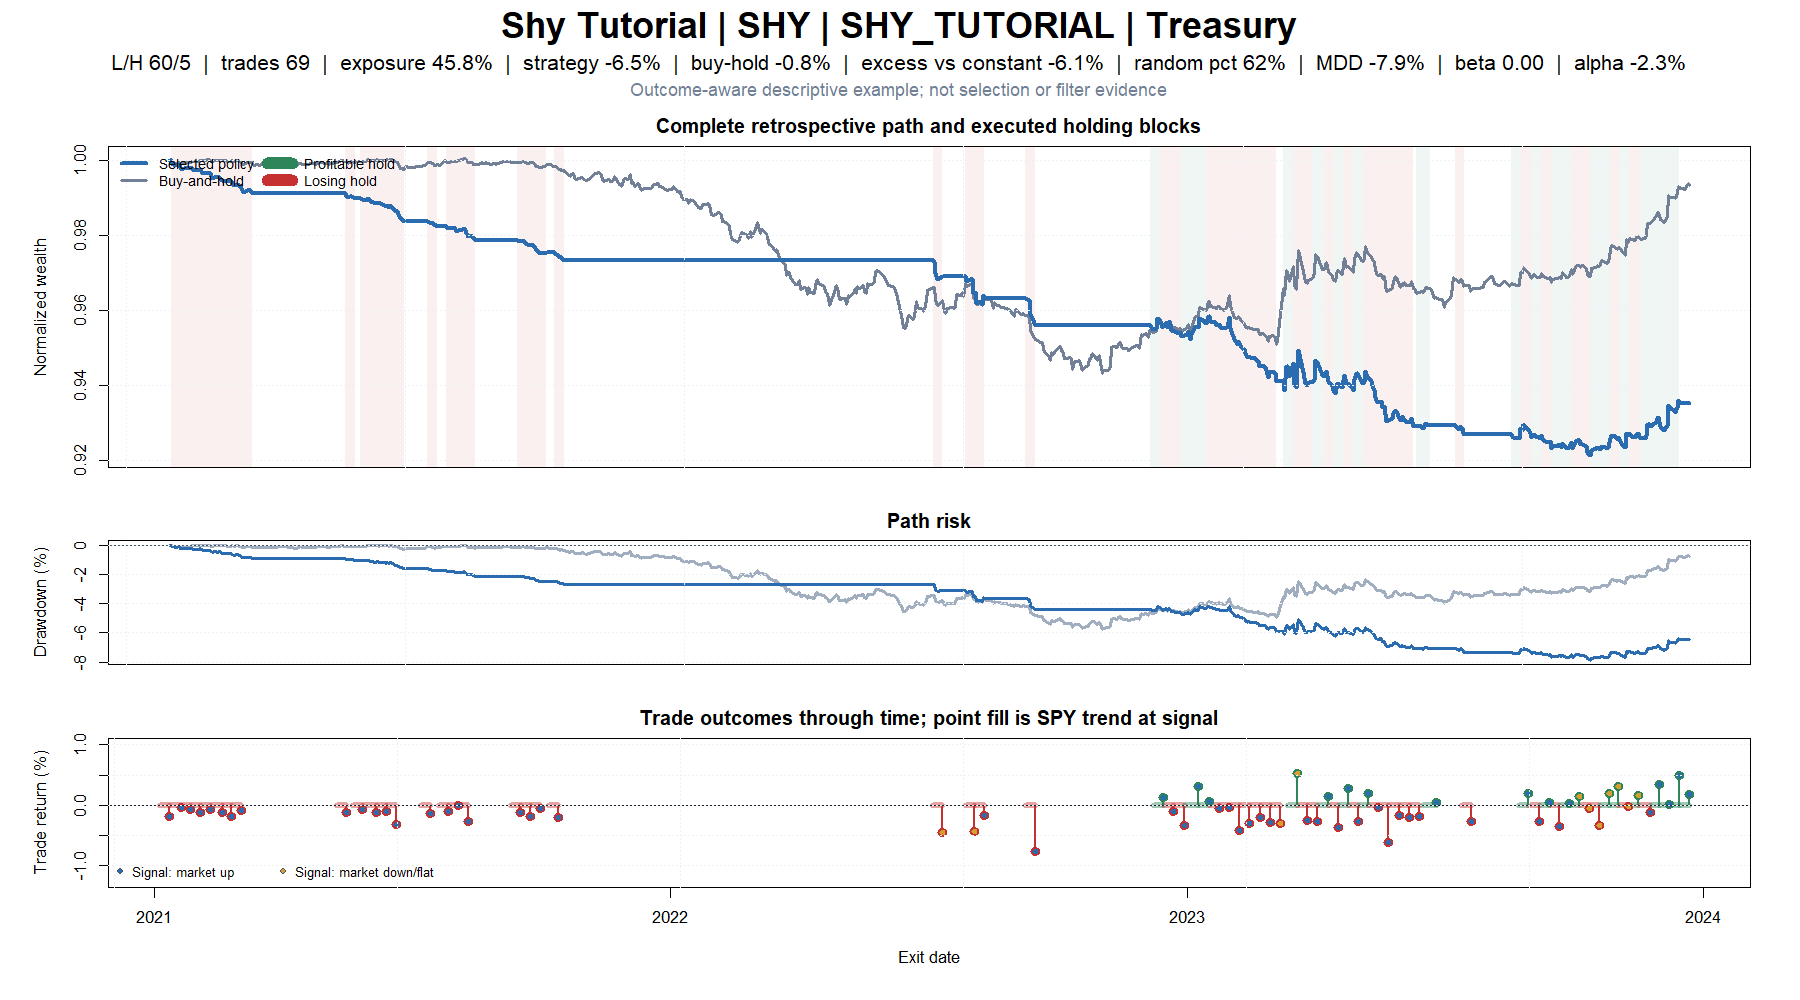 Shy Tutorial | SHY | SHY_TUTORIAL | Treasury
L/H 60/5 | trades 69 | exposure 45.8% | strategy -6.5% | buy-hold -0.8% | excess vs constant -6.1% | random pct 62% | MDD -7.9% | beta 0.00 | alpha -2.3%
Outcome-aware descriptive example; not selection or filter evidence
Complete retrospective path and executed holding blocks
Normalized wealth
1.00
0.98
0.96
0.94
0.92
Selected policy
Profitable hold
Buy-and-hold
Losing hold
Path risk
Drawdown (%)
0
-2
-4
-6
-8
Trade outcomes through time; point fill is SPY trend at signal
Trade return (%)
1.0
0.0
-1.0
Signal: market up
Signal: market down/flat
2021
2022
2023
2024
Exit date